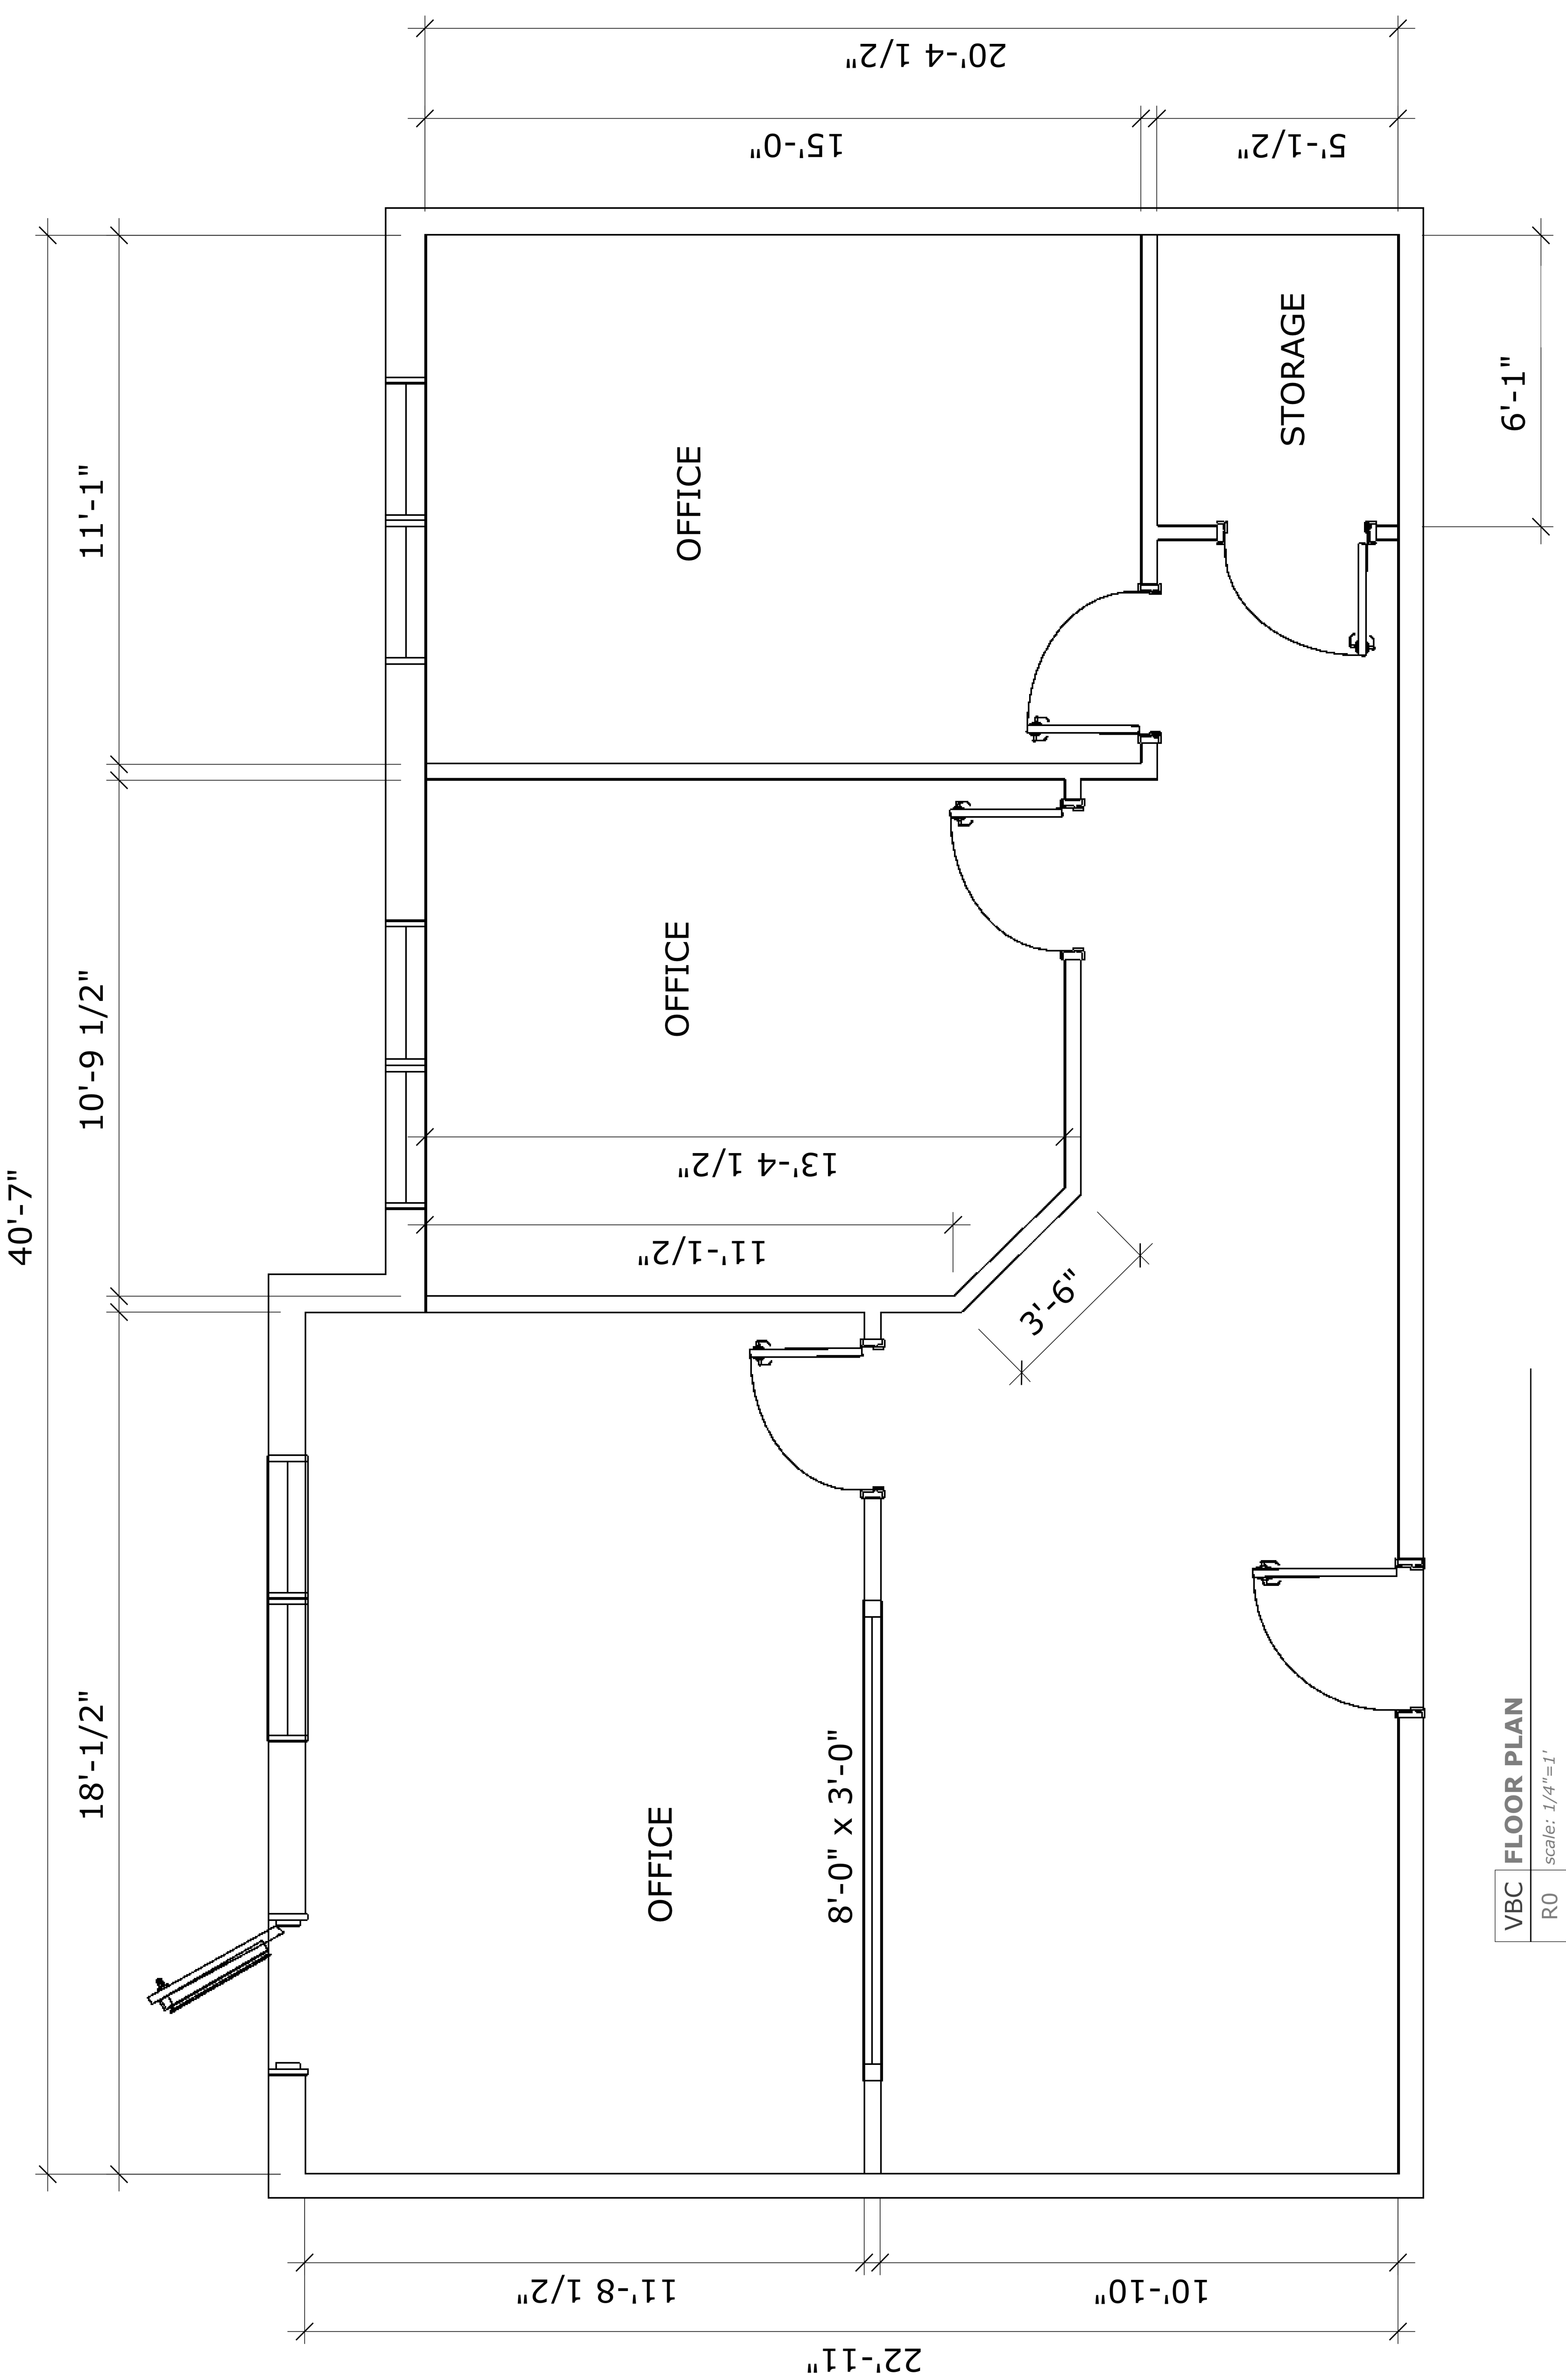 40'-7"
18'-1/2"
10'-9 1/2"
11'-1"
22'-11"
11'-8 1/2"
10'-10"
OFFICE
8'-0" x 3'-0"
11'-1/2"
13'-4 1/2"
3'-6"
OFFICE
OFFICE
STORAGE
15'-0"
5'-1/2"
20'-4 1/2"
6'-1"
VBC FLOOR PLAN
R0 scale: 1/4"=1'